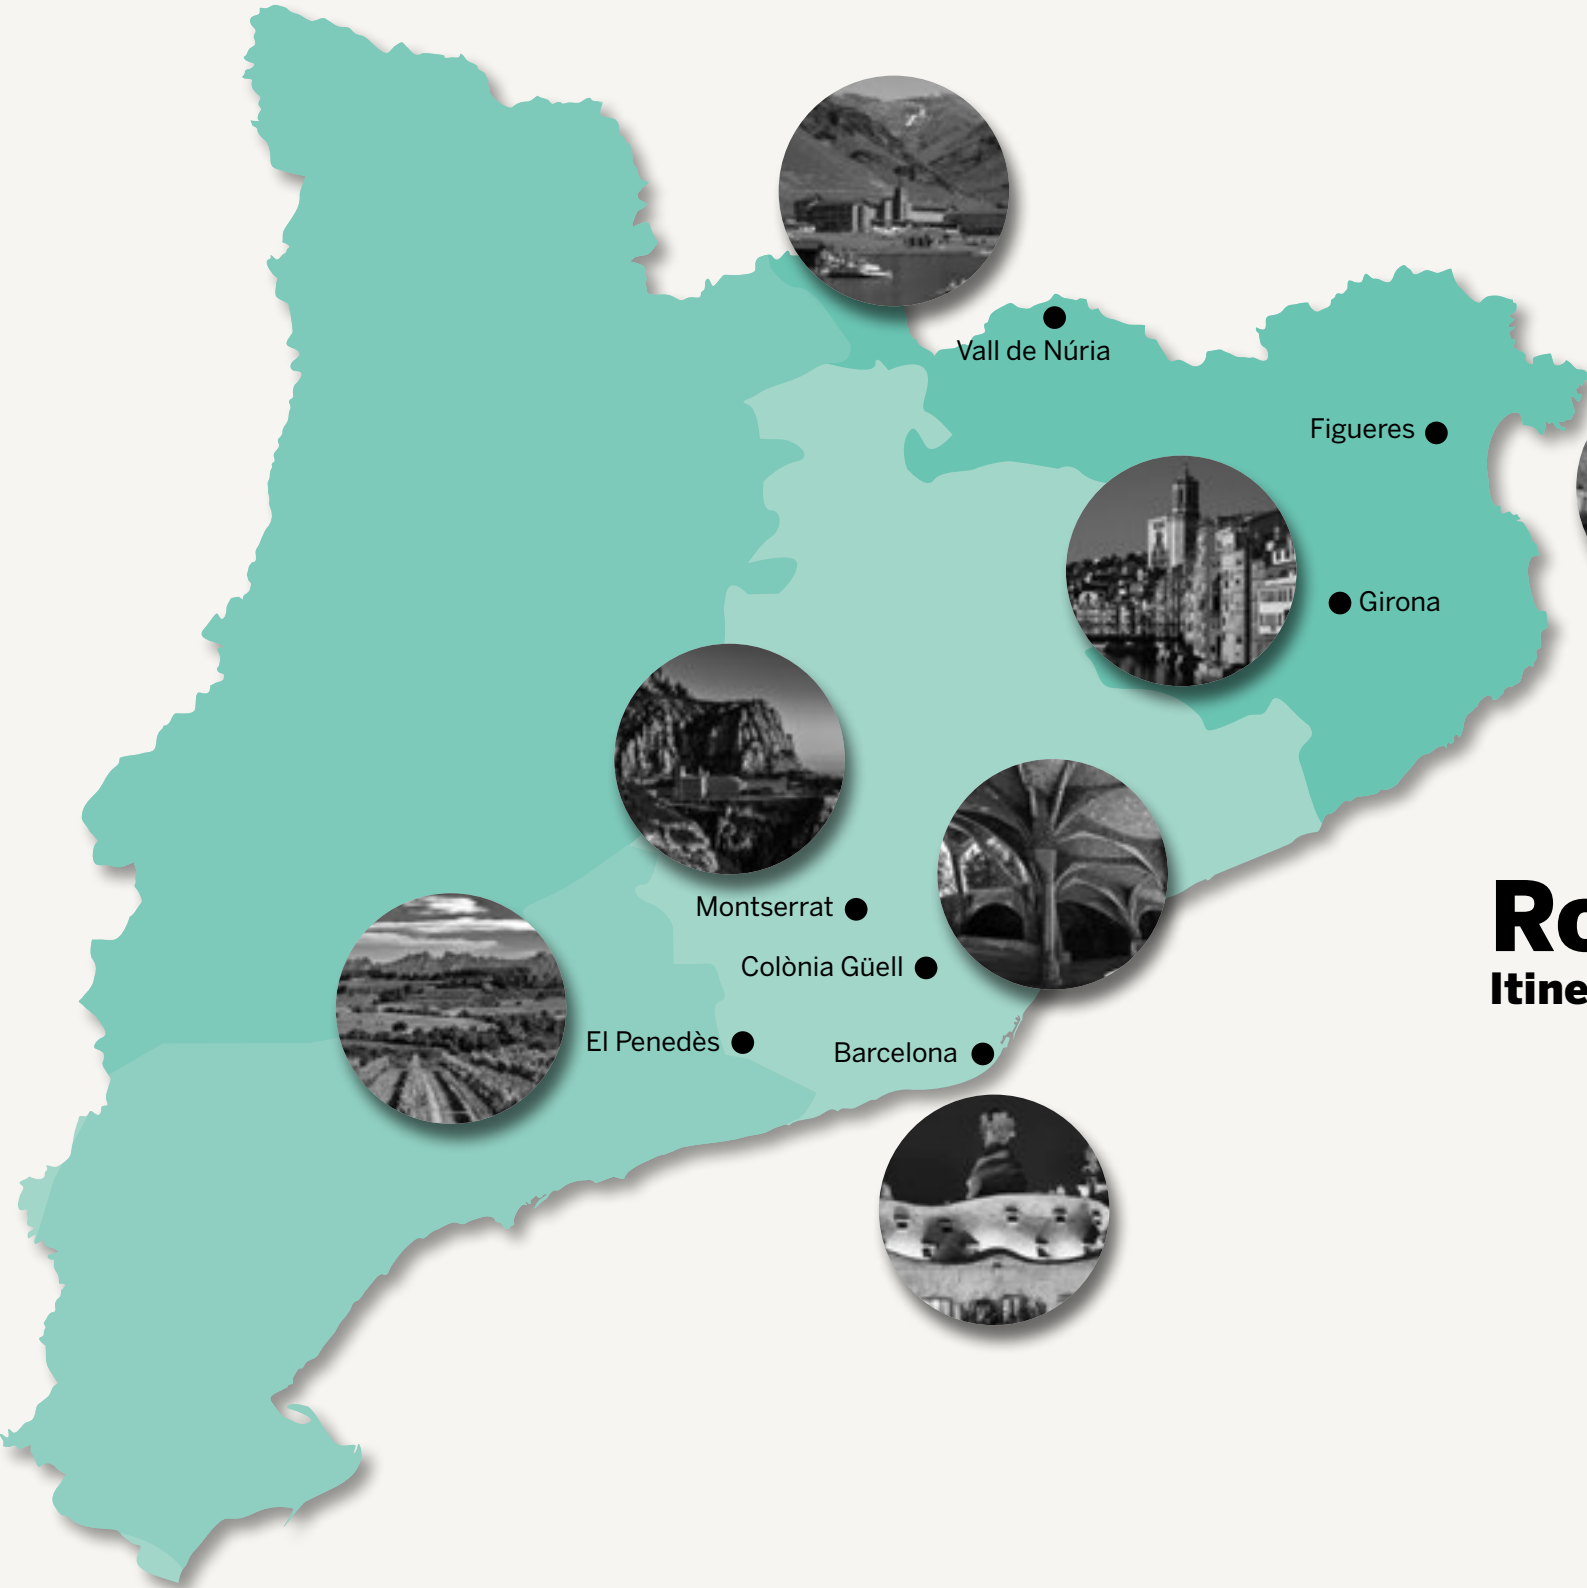 Vall de Núria
Figueres
Girona
Montserrat
Colònia Güell
El Penedès
Barcelona